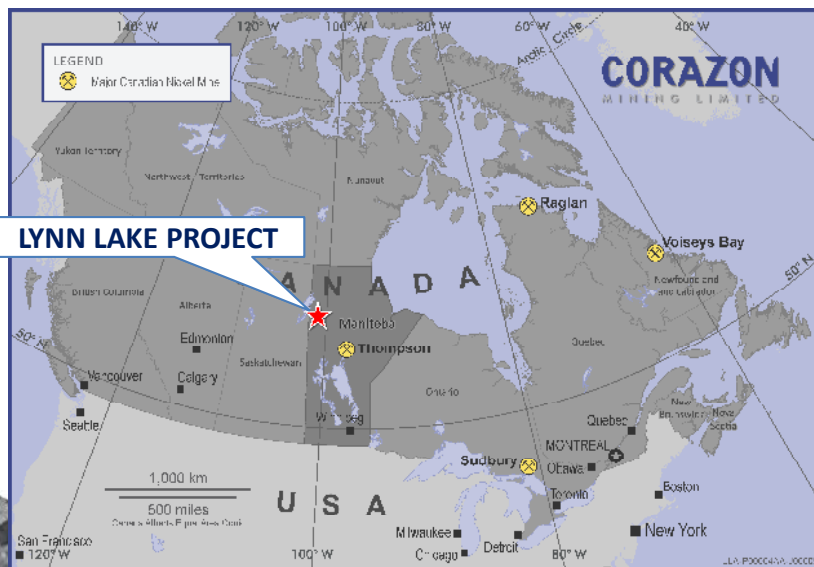 140° W
120° W
100° W
80° W
60° W
40° W
Arctic Circle
LEGEND
Major Canadian Nickel Mine
CORAZON
MINING LIMITED
Yukon Territory
Northwest Territories
Nunavut
Raglan
LYNN LAKE PROJECT
Voiseys Bay
50° N
CANADA
British Columbia
Alberta
Manitoba
Newfoundland
and Labrador
Edmonton
Saskatchewan
Thompson
Quebec
50° N
Vancouver
Calgary
Ontario
New
Brunswick
Nova
Scotia
Seattle
Winnipeg
Quebec
MONTREAL
Sudbury
Ottawa
1,000 km
500 miles
Toronto
Boston
USA
Milwaukee
New York
San Francisco
Chicago
Detroit
120° W
100° W
80° W